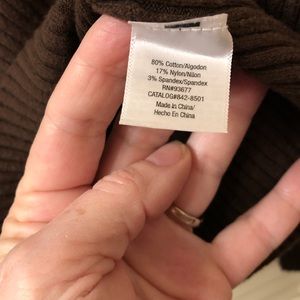 80% Cotton/Algodon
17% Nylon/Nilon
3% Spandex/Spandex
RN#93677
CATALOG#842-8501
Made in China/
Hecho En China